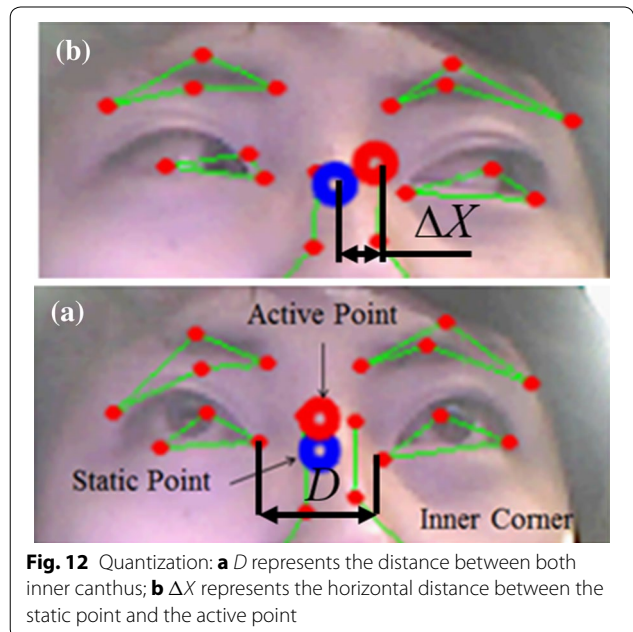 (b)
ΔX
(a)
Active Point
Static Point
D
Inner Corner
Fig. 12 Quantization: a D represents the distance between both
inner canthus; b ΔX represents the horizontal distance between the
static point and the active point